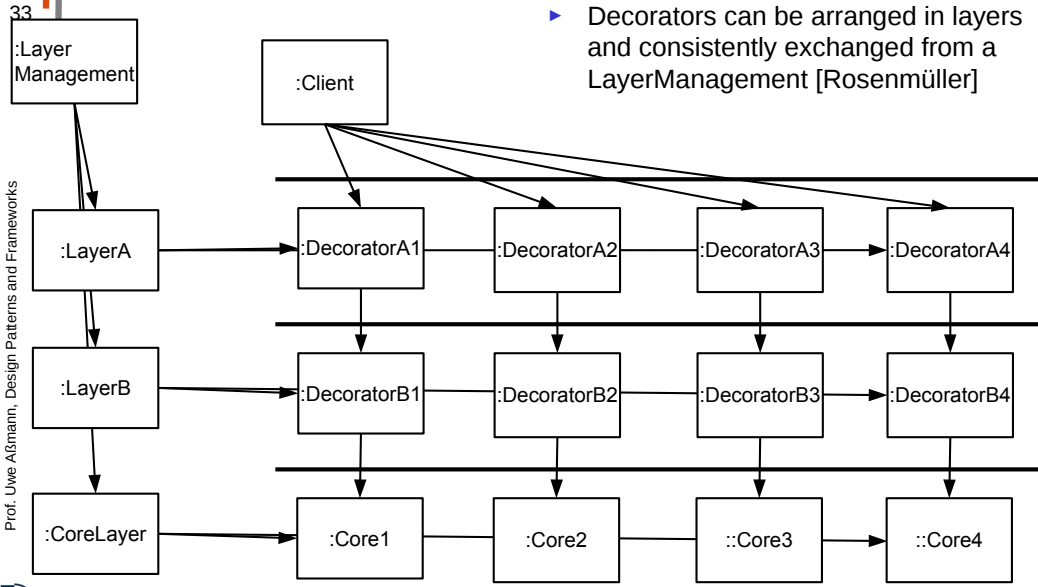 33
► Decorators can be arranged in layers
and consistently exchanged from a
LayerManagement [Rosenmüller]
:Layer
Management
:Client
:LayerA
:DecoratorA1
:DecoratorA2
:DecoratorA3
:DecoratorA4
:LayerB
:DecoratorB1
:DecoratorB2
:DecoratorB3
:DecoratorB4
:CoreLayer
:Core1
:Core2
::Core3
::Core4
Prof. Uwe Aßmann, Design Patterns and Frameworks